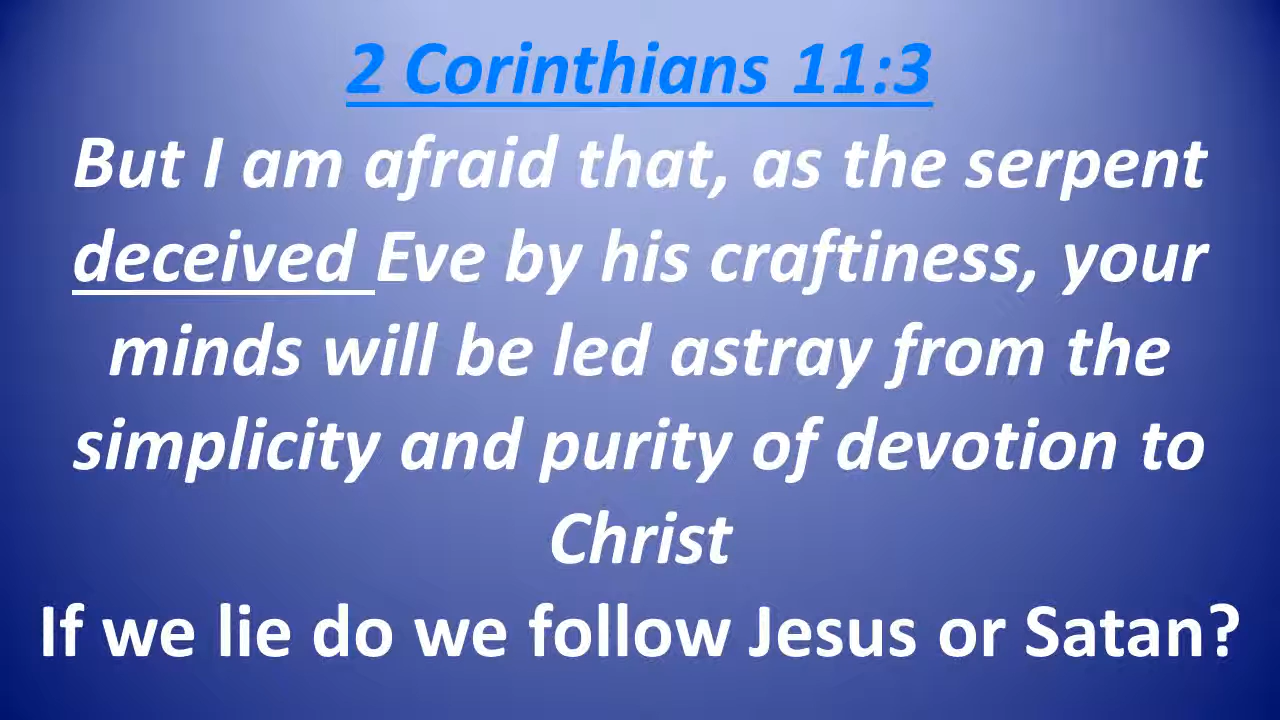 2 Corinthians 11:3
But I am afraid that, as the serpent
deceived Eve by his craftiness, your
minds will be led astray from the
simplicity and purity of devotion to
Christ
If we lie do we follow Jesus or Satan?